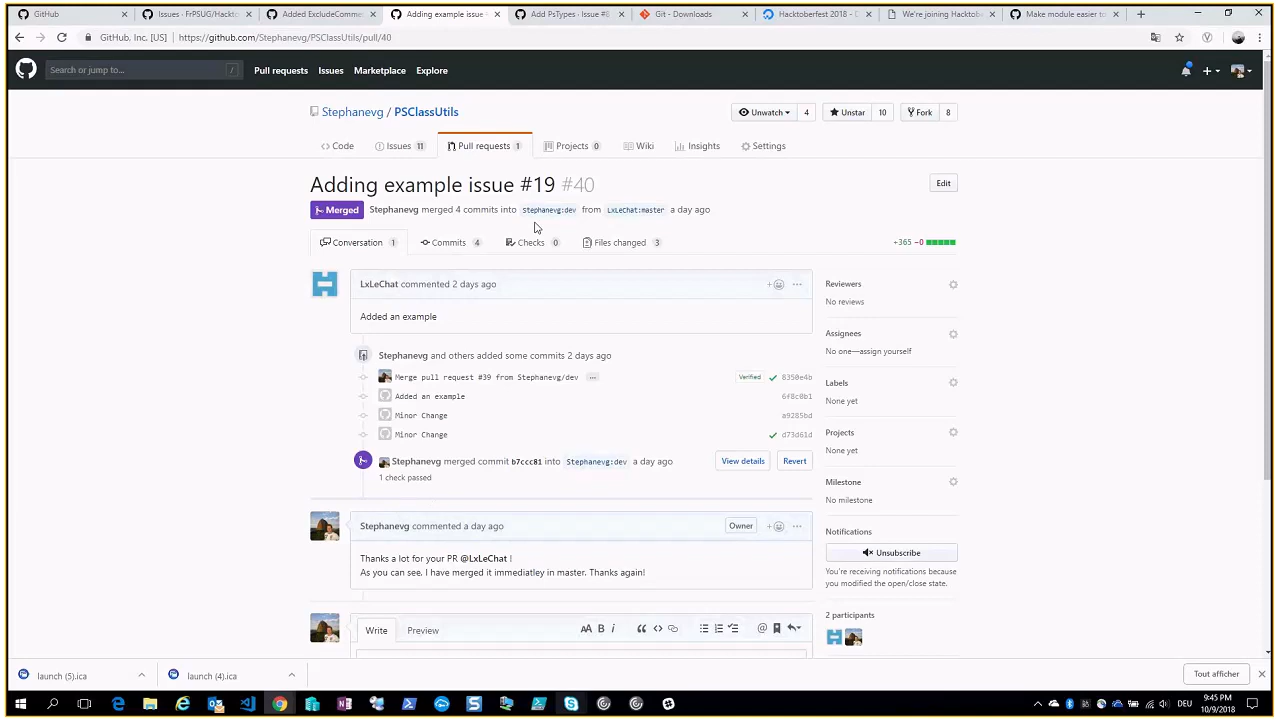 GitHub
Issues - FrPSUG/Hackto
Added ExcludeComme
Adding example issue
Add PsTypes - Issue #8
Git - Downloads
Hacktoberfest 2018 - D
We're joining Hacktob
Make module easier to
GitHub, Inc. [US]
https://github.com/Stephanevg/PSClassUtils/pull/40
Search or jump to...
/
Pull requests
Issues
Marketplace
Explore
Stephanevg / PSClassUtils
Unwatch 4
Unstar 10
Fork 8
Code
Issues 11
Pull requests 1
Projects 0
Wiki
Insights
Settings
Adding example issue #19 #40
Edit
Merged
Stephanevg merged 4 commits into Stephanevg:dev from LxLeChat:master a day ago
Conversation 1
Commits 4
Checks 0
Files changed 3
+365 −0
LxLeChat commented 2 days ago
Added an example
Stephanevg and others added some commits 2 days ago
Merge pull request #39 from Stephanevg/dev ...
Verified
8350e4b
Added an example
6f8c0b1
Minor Change
a9285bd
Minor Change
d73d61d
Stephanevg merged commit b7ccc81 into Stephanevg:dev a day ago
View details
Revert
1 check passed
Stephanevg commented a day ago
Owner
Thanks a lot for your PR @LxLeChat !
As you can see, I have merged it immediatley in master. Thanks again!
Write
Preview
AA B i
Reviewers
No reviews
Assignees
No one—assign yourself
Labels
None yet
Projects
None yet
Milestone
No milestone
Notifications
Unsubscribe
You're receiving notifications because
you modified the open/close state.
2 participants
launch (5).ica
launch (4).ica
Tout afficher
DEU
9:45 PM
10/9/2018